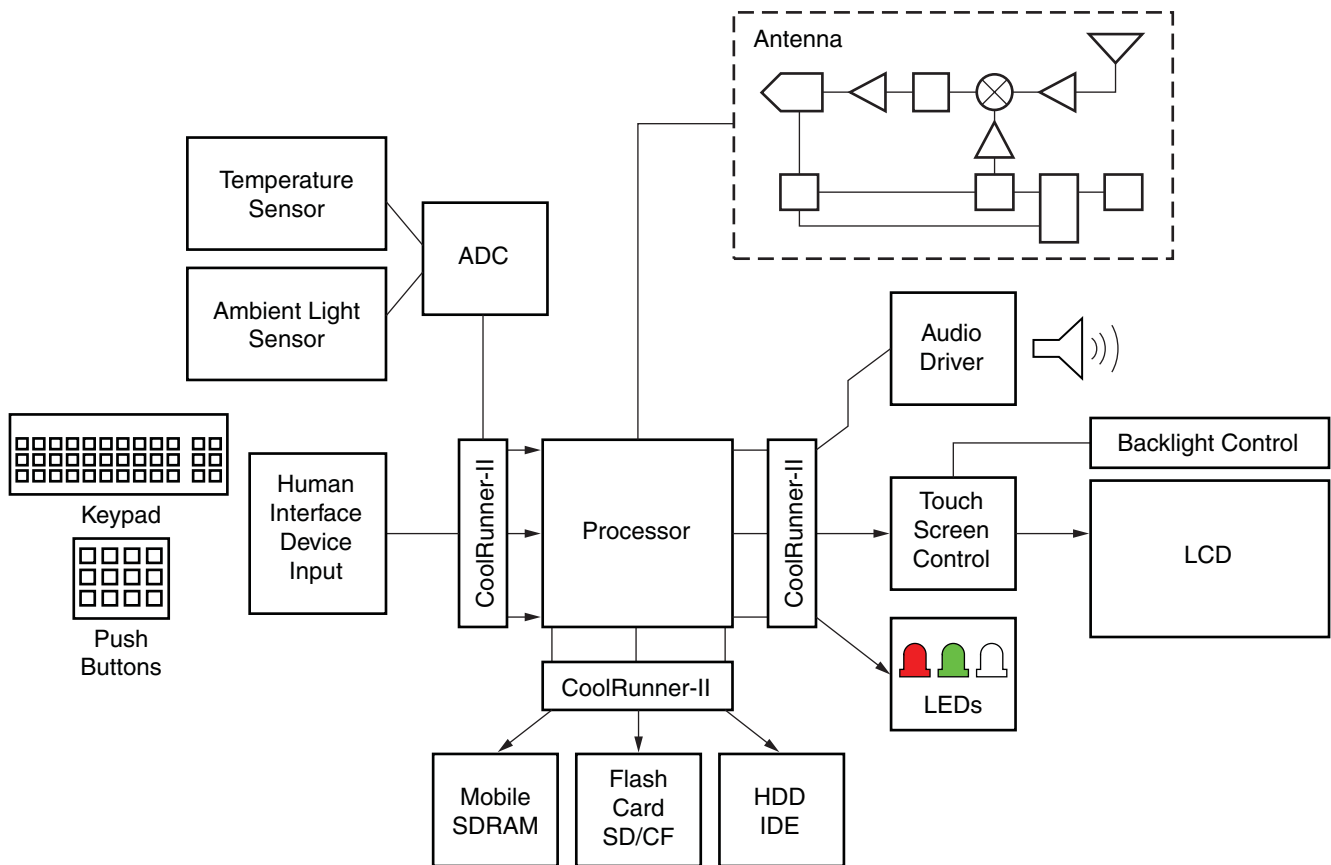 Antenna
Temperature
Sensor
ADC
Ambient Light
Sensor
Audio
Driver
Keypad
Push
Buttons
Human
Interface
Device
Input
CoolRunner-II
Processor
CoolRunner-II
Touch
Screen
Control
Backlight Control
LCD
LEDs
CoolRunner-II
Mobile
SDRAM
Flash
Card
SD/CF
HDD
IDE